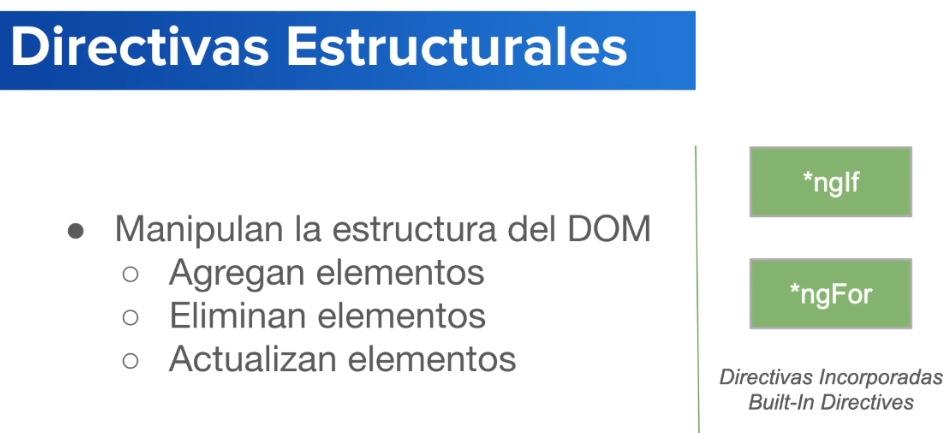 Directivas Estructurales
● Manipulan la estructura del DOM
○ Agregan elementos
○ Eliminan elementos
○ Actualizan elementos
*ngIf
*ngFor
Directivas Incorporadas
Built-In Directives